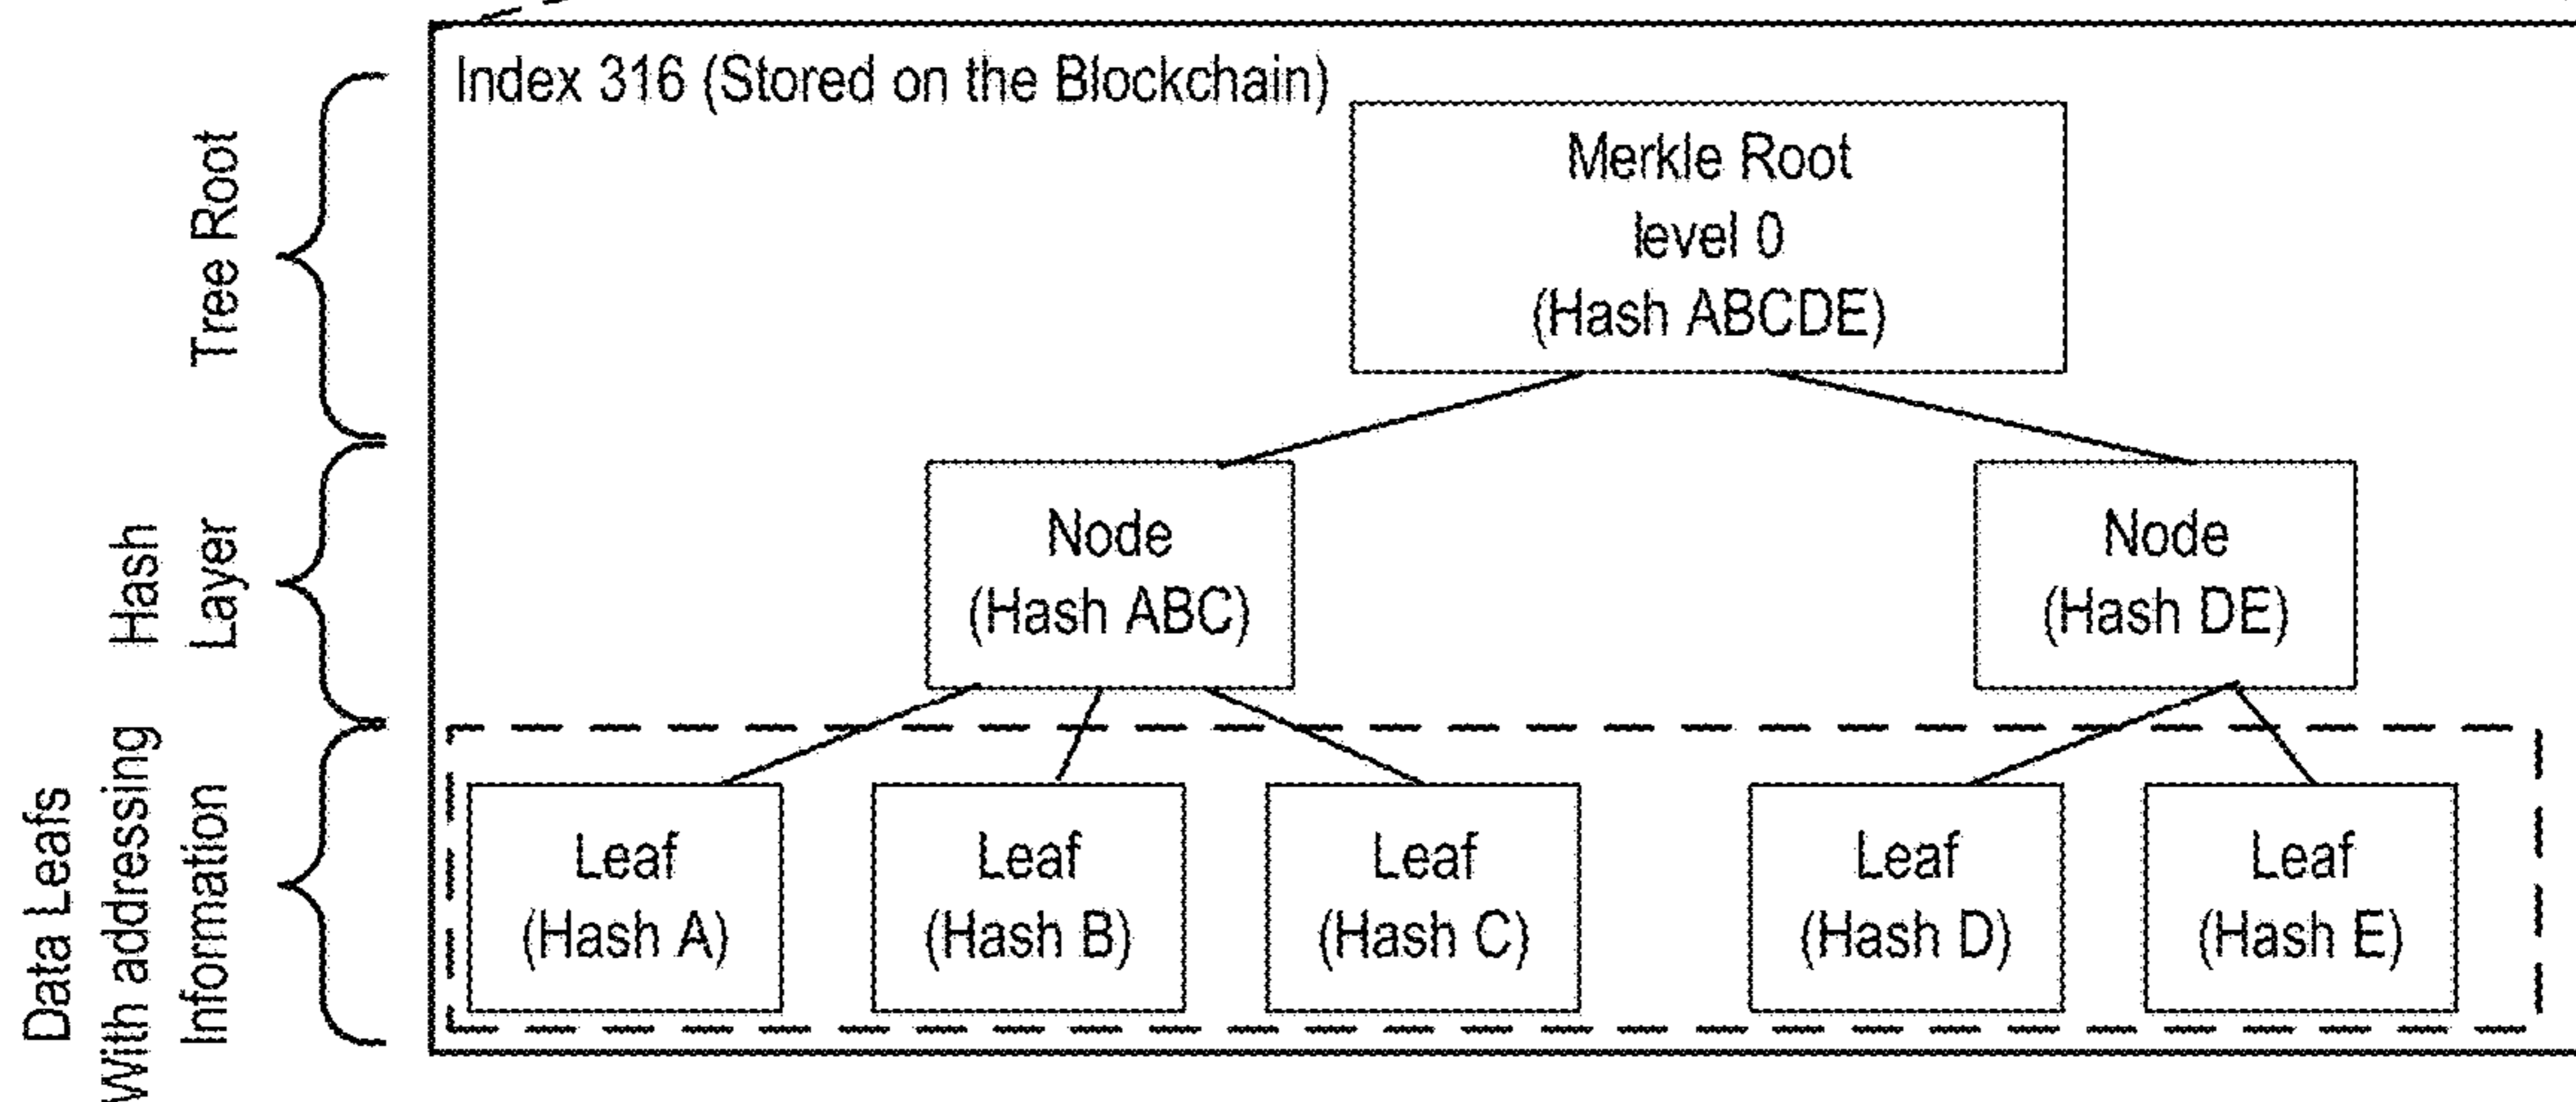 Index 316 (Stored on the Blockchain)
Tree Root
Merkle Root
level 0
(Hash ABCDE)
Hash
Layer
Node
(Hash ABC)
Node
(Hash DE)
Data Leafs
With addressing
Information
Leaf
(Hash A)
Leaf
(Hash B)
Leaf
(Hash C)
Leaf
(Hash D)
Leaf
(Hash E)